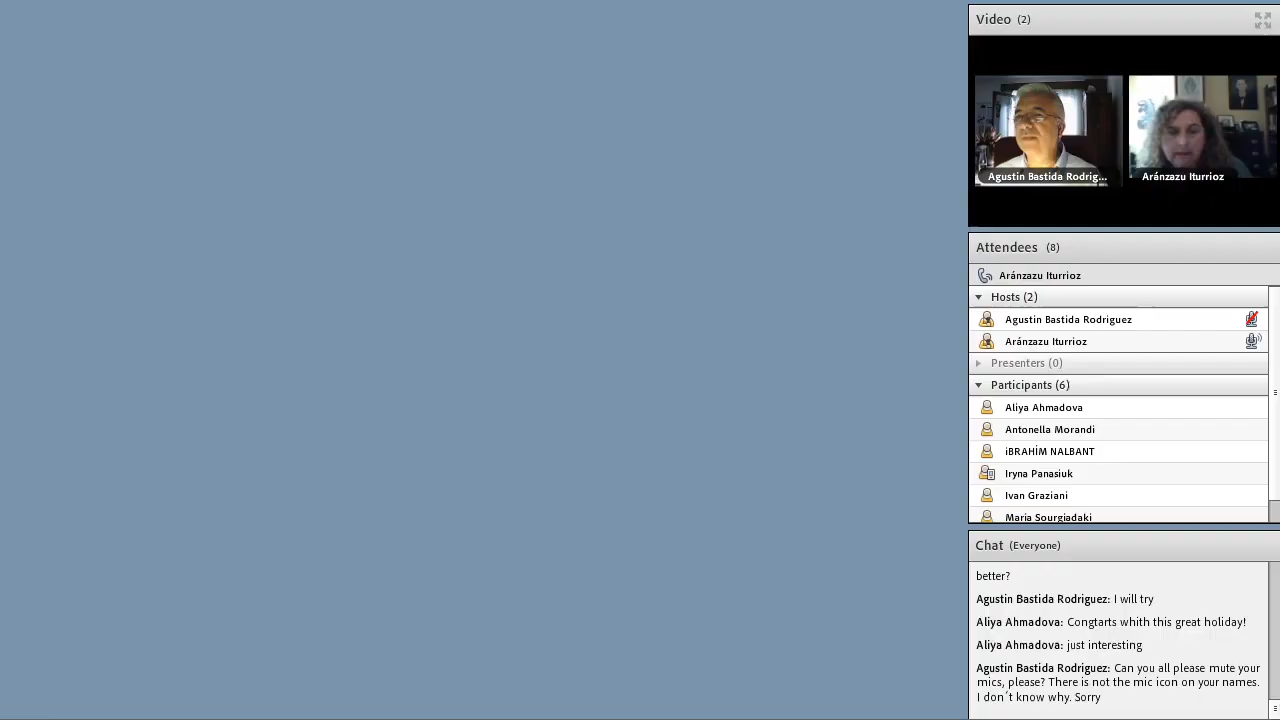 Video (2)
Agustin Bastida Rodrig...
Aránzazu Iturrioz
Attendees (8)
Aránzazu Iturrioz
Hosts (2)
Agustin Bastida Rodriguez
Aránzazu Iturrioz
Presenters (0)
Participants (6)
Aliya Ahmadova
Antonella Morandi
iBRAHİM NALBANT
Iryna Panasiuk
Ivan Graziani
Maria Sourgiadaki
Chat (Everyone)
better?
Agustin Bastida Rodriguez: I will try
Aliya Ahmadova: Congtarts whith this great holiday!
Aliya Ahmadova: just interesting
Agustin Bastida Rodriguez: Can you all please mute your
mics, please? There is not the mic icon on your names.
I don´t know why. Sorry